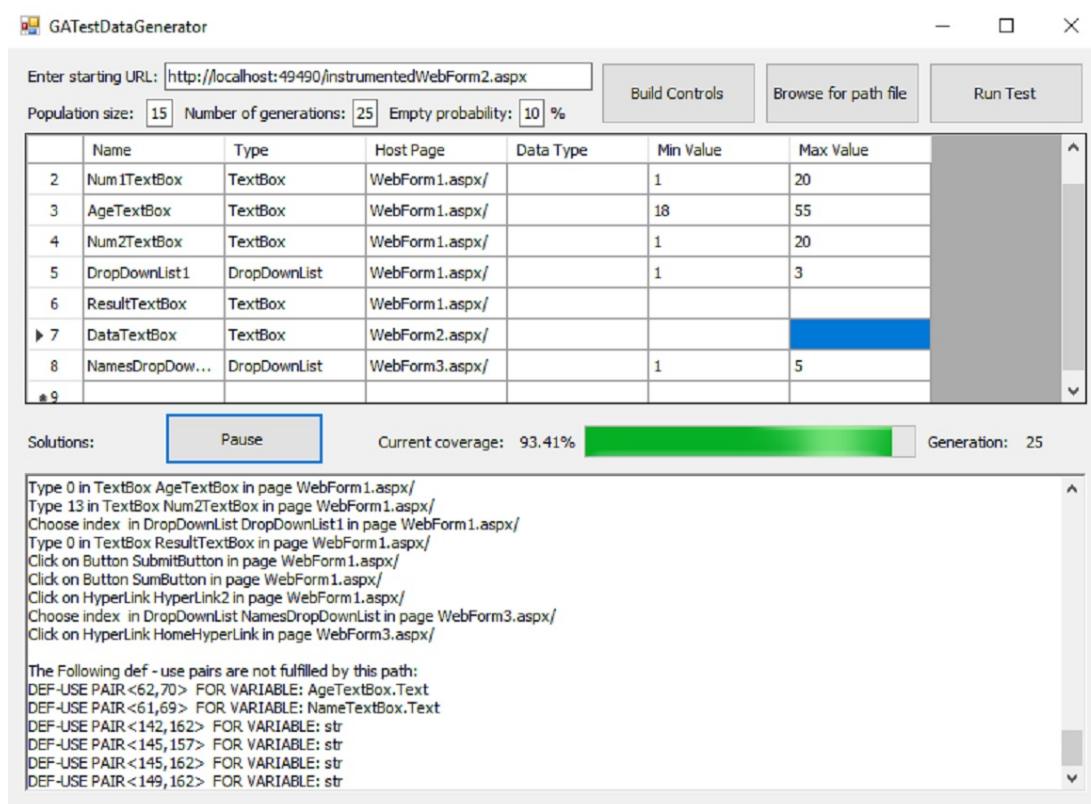 GATestDataGenerator
Enter starting URL: http://localhost:49490/instrumentedWebForm2.aspx
Build Controls
Browse for path file
Run Test
Population size: 15 Number of generations: 25 Empty probability: 10 %
Name Type Host Page Data Type Min Value Max Value
2 Num1TextBox TextBox WebForm1.aspx/ 1 20
3 AgeTextBox TextBox WebForm1.aspx/ 18 55
4 Num2TextBox TextBox WebForm1.aspx/ 1 20
5 DropDownList1 DropDownList WebForm1.aspx/ 1 3
6 ResultTextBox TextBox WebForm1.aspx/
7 DataTextBox TextBox WebForm2.aspx/
8 NamesDropDow... DropDownList WebForm3.aspx/ 1 5
9
Solutions: Pause Current coverage: 93.41% Generation: 25
Type 0 in TextBox AgeTextBox in page WebForm1.aspx/
Type 13 in TextBox Num2TextBox in page WebForm1.aspx/
Choose index in DropDownList DropDownList1 in page WebForm1.aspx/
Type 0 in TextBox ResultTextBox in page WebForm1.aspx/
Click on Button SubmitButton in page WebForm1.aspx/
Click on Button SumButton in page WebForm1.aspx/
Click on HyperLink HyperLink2 in page WebForm1.aspx/
Choose index in DropDownList NamesDropDownList in page WebForm3.aspx/
Click on HyperLink HomeHyperLink in page WebForm3.aspx/
The Following def - use pairs are not fulfilled by this path:
DEF-USE PAIR<62,70> FOR VARIABLE: AgeTextBox.Text
DEF-USE PAIR<61,69> FOR VARIABLE: NameTextBox.Text
DEF-USE PAIR<142,162> FOR VARIABLE: str
DEF-USE PAIR<145,157> FOR VARIABLE: str
DEF-USE PAIR<145,162> FOR VARIABLE: str
DEF-USE PAIR<149,162> FOR VARIABLE: str